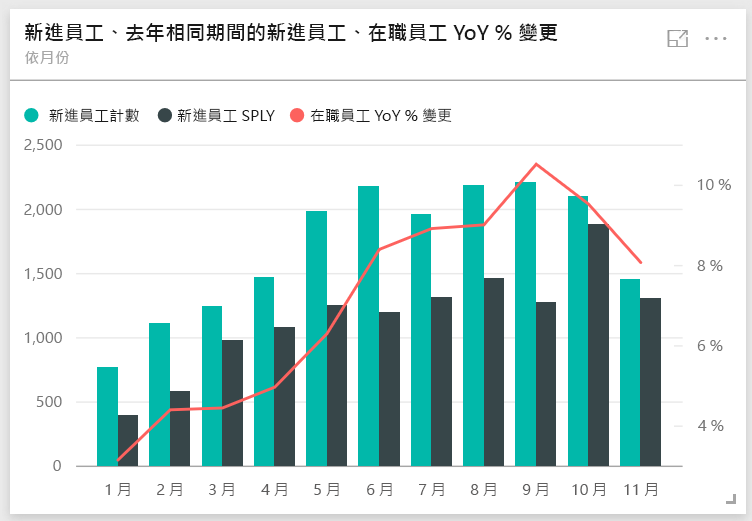 新進員工、去年相同期間的新進員工、在職員工 YoY % 變更
依月份
新進員工計數 新進員工 SPLY 在職員工 YoY % 變更
2,500
2,000
1,500
1,000
500
0
10 %
8 %
6 %
4 %
1 月 2 月 3 月 4 月 5 月 6 月 7 月 8 月 9 月 10 月 11 月